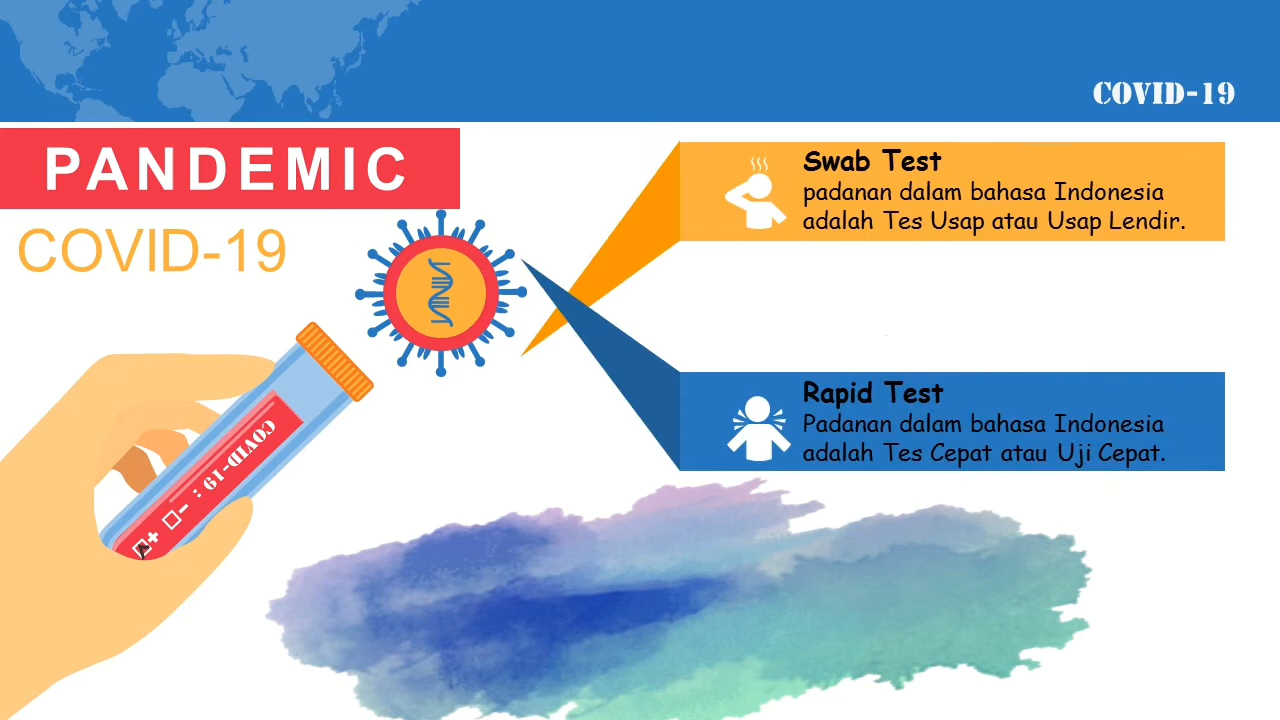 COVID-19
PANDEMIC
COVID-19
Swab Test
padanan dalam bahasa Indonesia
adalah Tes Usap atau Usap Lendir.
Rapid Test
Padanan dalam bahasa Indonesia
adalah Tes Cepat atau Uji Cepat.
COVID-19 : □- □+